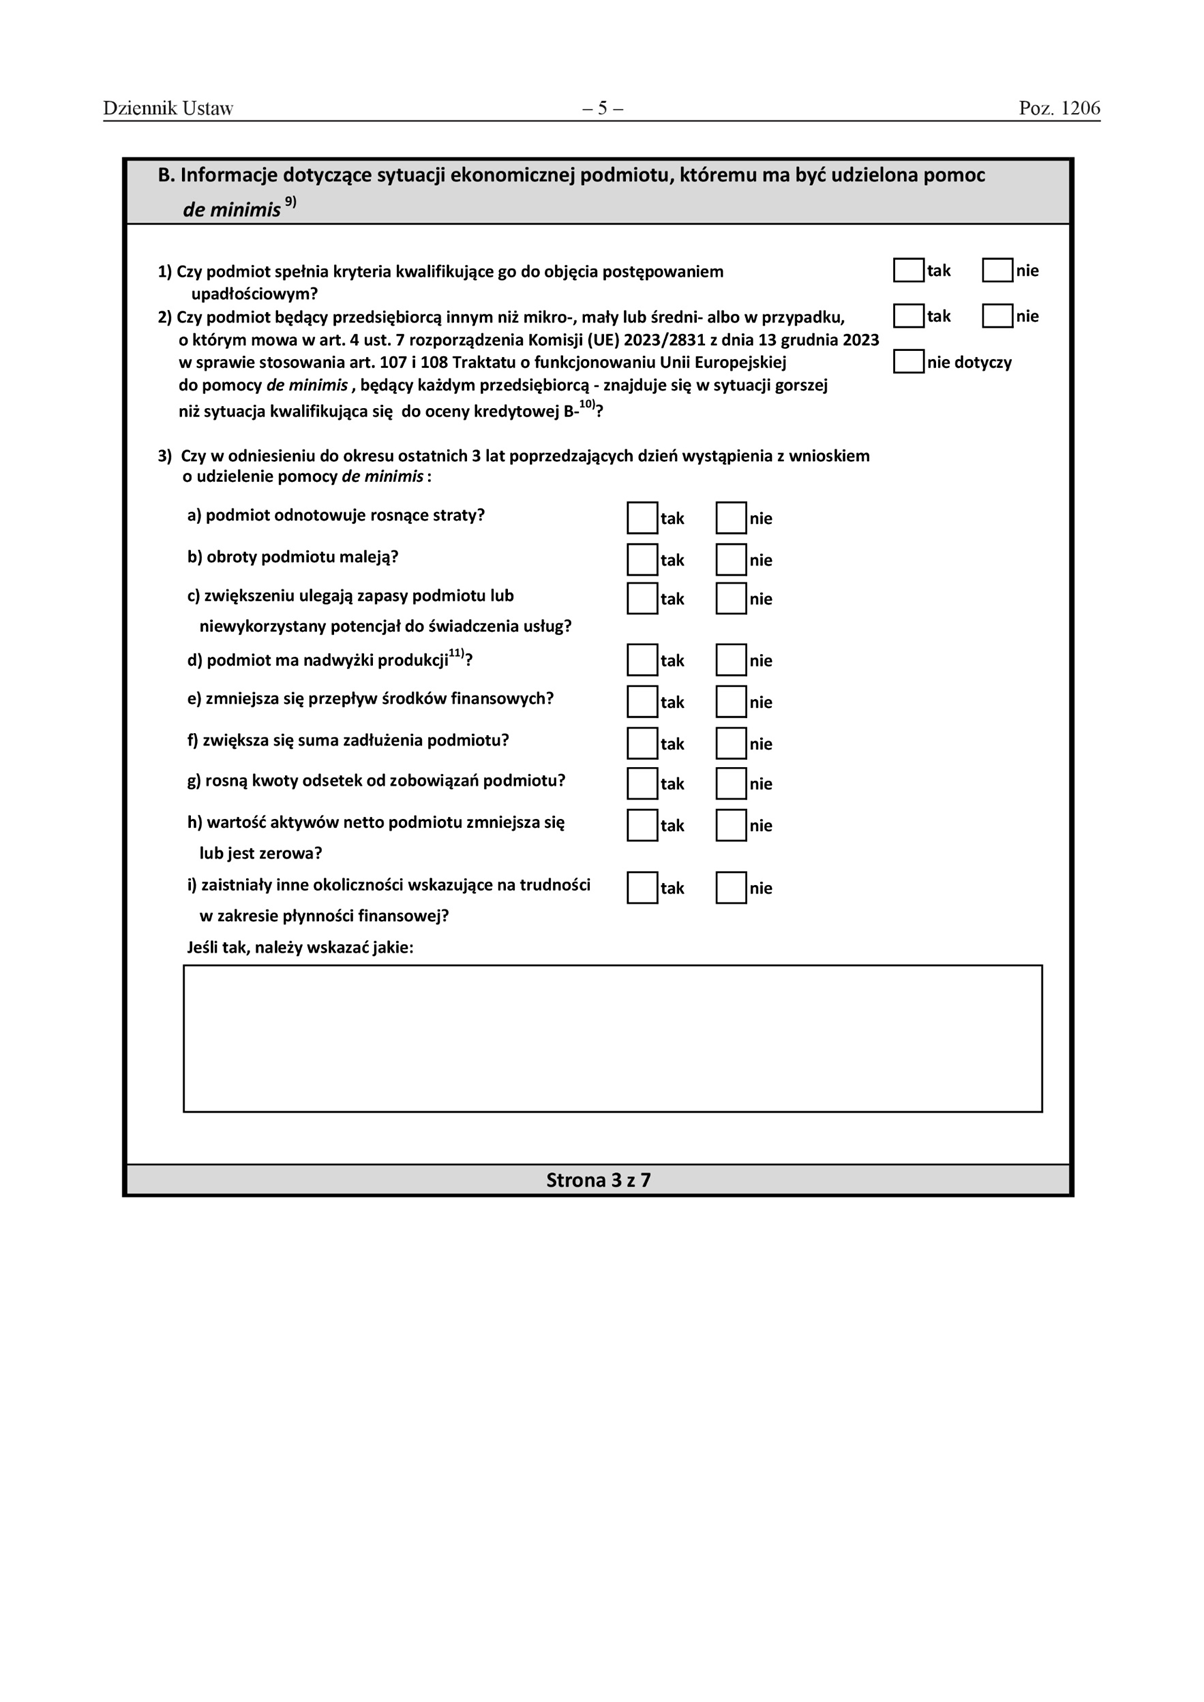 Dziennik Ustaw – 5 – Poz. 1206
B. Informacje dotyczące sytuacji ekonomicznej podmiotu, któremu ma być udzielona pomoc
de minimis 9)
1) Czy podmiot spełnia kryteria kwalifikujące go do objęcia postępowaniem tak nie
upadłościowym?
2) Czy podmiot będący przedsiębiorcą innym niż mikro-, mały lub średni- albo w przypadku, tak nie
o którym mowa w art. 4 ust. 7 rozporządzenia Komisji (UE) 2023/2831 z dnia 13 grudnia 2023
w sprawie stosowania art. 107 i 108 Traktatu o funkcjonowaniu Unii Europejskiej nie dotyczy
do pomocy de minimis , będący każdym przedsiębiorcą - znajduje się w sytuacji gorszej
niż sytuacja kwalifikująca się do oceny kredytowej B-10)?
3) Czy w odniesieniu do okresu ostatnich 3 lat poprzedzających dzień wystąpienia z wnioskiem
o udzielenie pomocy de minimis :
a) podmiot odnotowuje rosnące straty? tak nie
b) obroty podmiotu maleją? tak nie
c) zwiększeniu ulegają zapasy podmiotu lub tak nie
niewykorzystany potencjał do świadczenia usług?
d) podmiot ma nadwyżki produkcji11)? tak nie
e) zmniejsza się przepływ środków finansowych? tak nie
f) zwiększa się suma zadłużenia podmiotu? tak nie
g) rosną kwoty odsetek od zobowiązań podmiotu? tak nie
h) wartość aktywów netto podmiotu zmniejsza się tak nie
lub jest zerowa?
i) zaistniały inne okoliczności wskazujące na trudności tak nie
w zakresie płynności finansowej?
Jeśli tak, należy wskazać jakie:
Strona 3 z 7